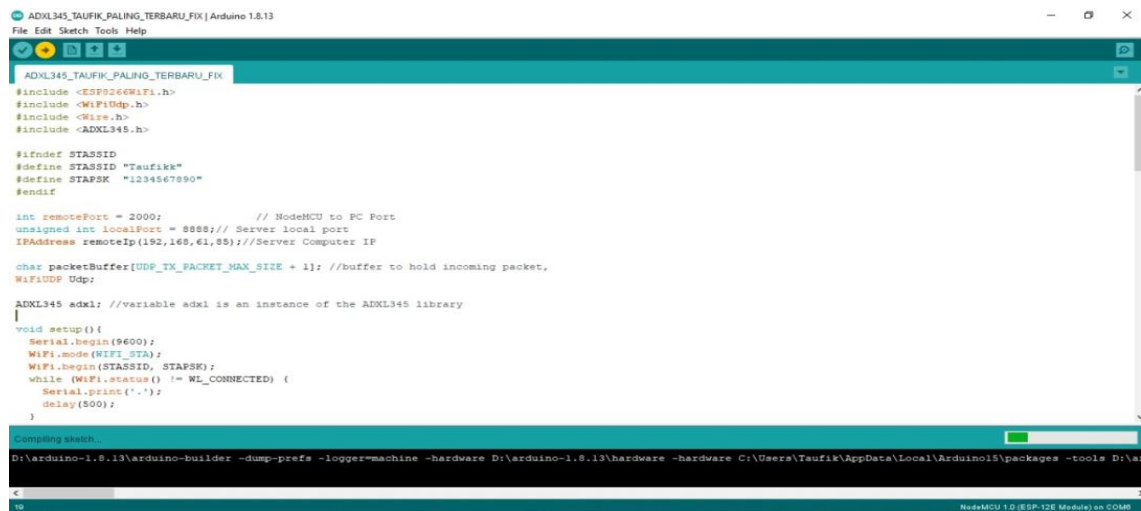 ADXL345_TAUFIK_PALING_TERBARU_FIX | Arduino 1.8.13
File Edit Sketch Tools Help
ADXL345_TAUFIK_PALING_TERBARU_FIX
#include <ESP8266WiFi.h>
#include <WiFiUdp.h>
#include <Wire.h>
#include <ADXL345.h>
#ifndef STASSID
#define STASSID "Taufikk"
#define STAPSK  "1234567890"
#endif
int remotePort = 2000;                // NodeMCU to PC Port
unsigned int localPort = 8888;// Server local port
IPAddress remoteIp(192,168,61,85);//Server Computer IP
char packetBuffer[UDP_TX_PACKET_MAX_SIZE + 1]; //buffer to hold incoming packet,
WiFiUDP Udp;
ADXL345 adxl; //variable adxl is an instance of the ADXL345 library
void setup(){
  Serial.begin(9600);
  WiFi.mode(WIFI_STA);
  WiFi.begin(STASSID, STAPSK);
  while (WiFi.status() != WL_CONNECTED) {
    Serial.print('.');
    delay(500);
  }
Compiling sketch...
D:\arduino-1.8.13\arduino-builder -dump-prefs -logger=machine -hardware D:\arduino-1.8.13\hardware -hardware C:\Users\Taufik\AppData\Local\Arduino15\packages -tools D:\a
19
NodeMCU 1.0 (ESP-12E Module) on COM6